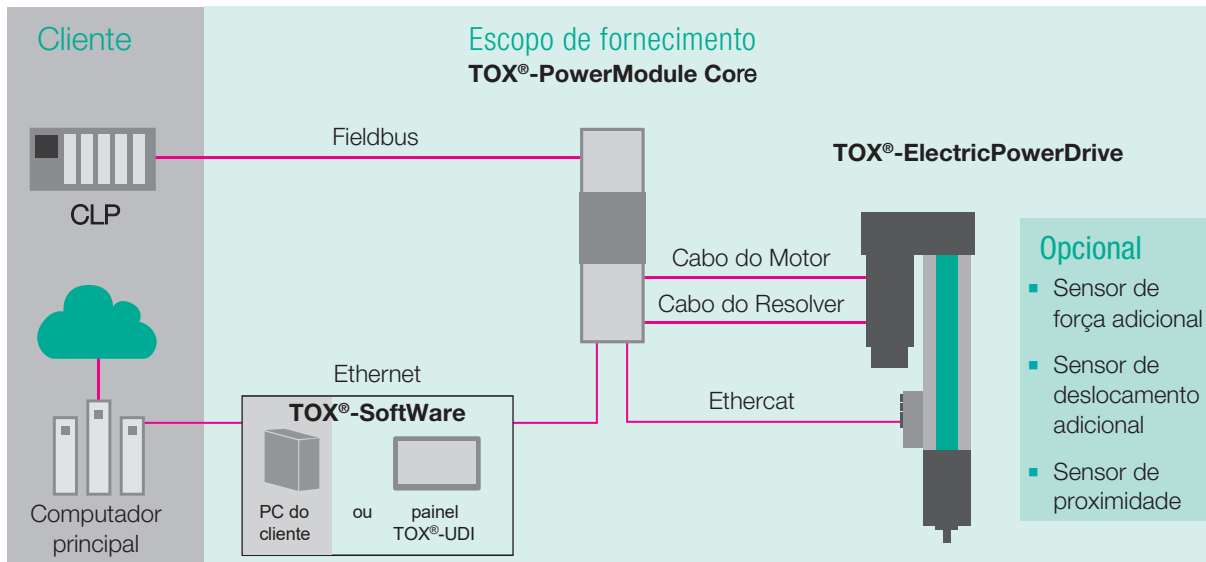 Cliente
Escopo de fornecimento
TOX®-PowerModule Core
Fieldbus
TOX®-ElectricPowerDrive
CLP
Cabo do Motor
Cabo do Resolver
Opcional
Sensor de
força adicional
Sensor de
deslocamento
adicional
Sensor de
proximidade
Ethernet
TOX®-SoftWare
Ethercat
PC do
cliente
ou
painel
TOX®-UDI
Computador
principal